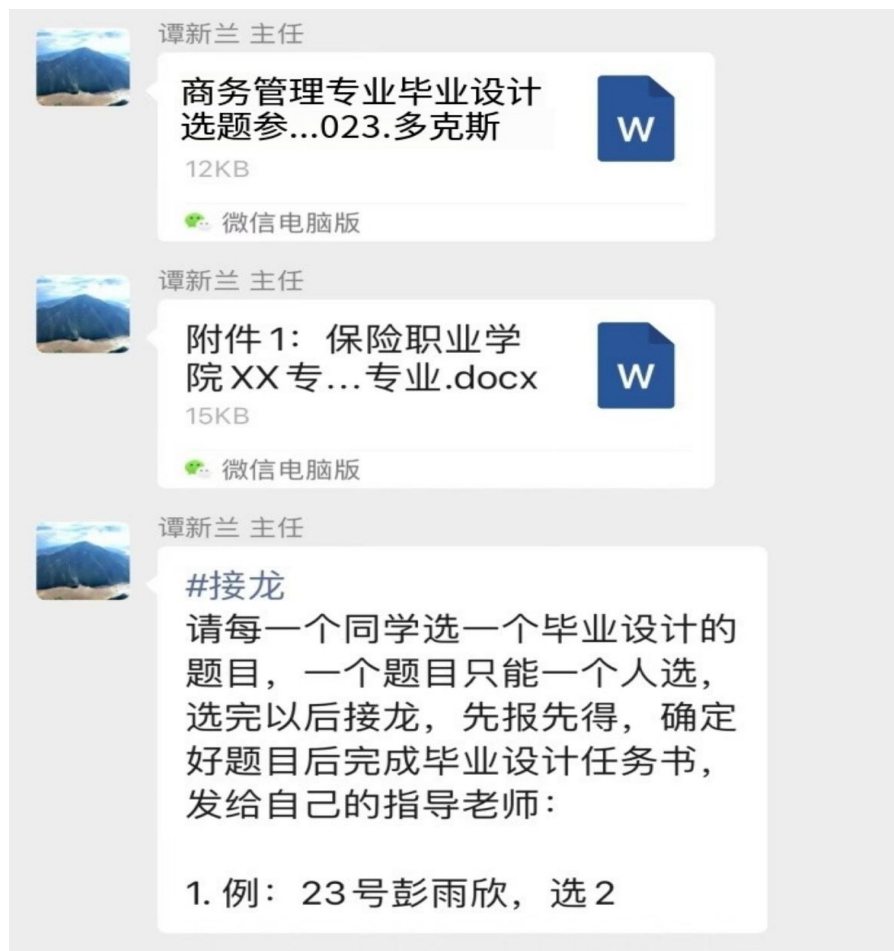 谭新兰 主任
商务管理专业毕业设计
选题参...023.多克斯
W
12KB
微信电脑版
谭新兰 主任
附件1：保险职业学
院XX专...专业.docx
W
15KB
微信电脑版
谭新兰 主任
#接龙
请每一个同学选一个毕业设计的
题目，一个题目只能一个人选，
选完以后接龙，先报先得，确定
好题目后完成毕业设计任务书，
发给自己的指导老师：
1. 例：23号彭雨欣，选2